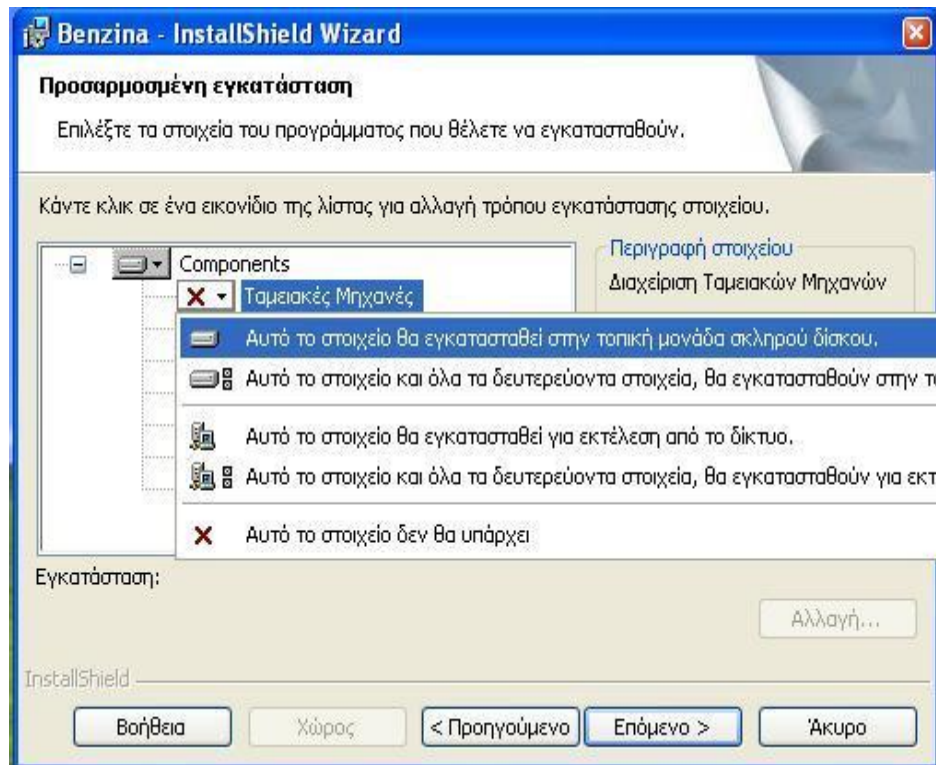 Benzina - InstallShield Wizard
Προσαρμοσμένη εγκατάσταση
Επιλέξτε τα στοιχεία του προγράμματος που θέλετε να εγκατασταθούν.
Κάντε κλικ σε ένα εικονίδιο της λίστας για αλλαγή τρόπου εγκατάστασης στοιχείου.
Components
Ταμειακές Μηχανές
Περιγραφή στοιχείου
Διαχείριση Ταμειακών Μηχανών
Αυτό το στοιχείο θα εγκατασταθεί στην τοπική μονάδα σκληρού δίσκου.
Αυτό το στοιχείο και όλα τα δευτερεύοντα στοιχεία, θα εγκατασταθούν στην τα
Αυτό το στοιχείο θα εγκατασταθεί για εκτέλεση από το δίκτυο.
Αυτό το στοιχείο και όλα τα δευτερεύοντα στοιχεία, θα εγκατασταθούν για εκτ
Αυτό το στοιχείο δεν θα υπάρχει
Εγκατάσταση:
Αλλαγή...
InstallShield
Βοήθεια
Χώρος
< Προηγούμενο
Επόμενο >
Άκυρο